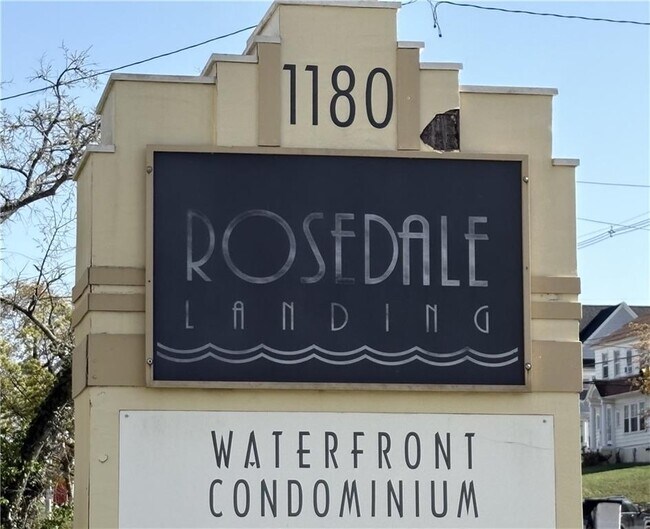 1180
ROSEDALE
LANDING
WATERFRONT
CONDOMINIUM